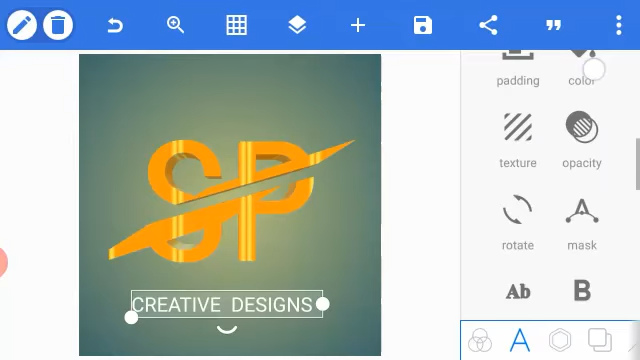 padding color
texture opacity
SP
rotate mask
CREATIVE DESIGNS
Ab B
A